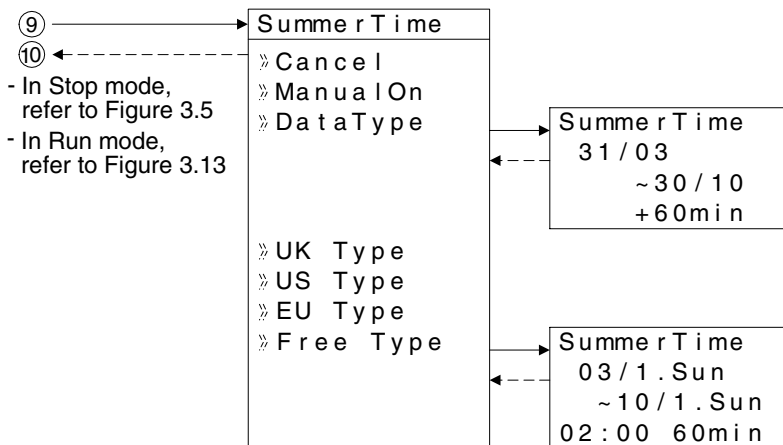 ⑨
⑩
- In Stop mode,
refer to Figure 3.5
- In Run mode,
refer to Figure 3.13
SummerTime
»Cancel
»ManualOn
»DataType
»UK Type
»US Type
»EU Type
»Free Type
SummerTime
31/03
~30/10
+60min
SummerTime
03/1.Sun
~10/1.Sun
02:00 60min